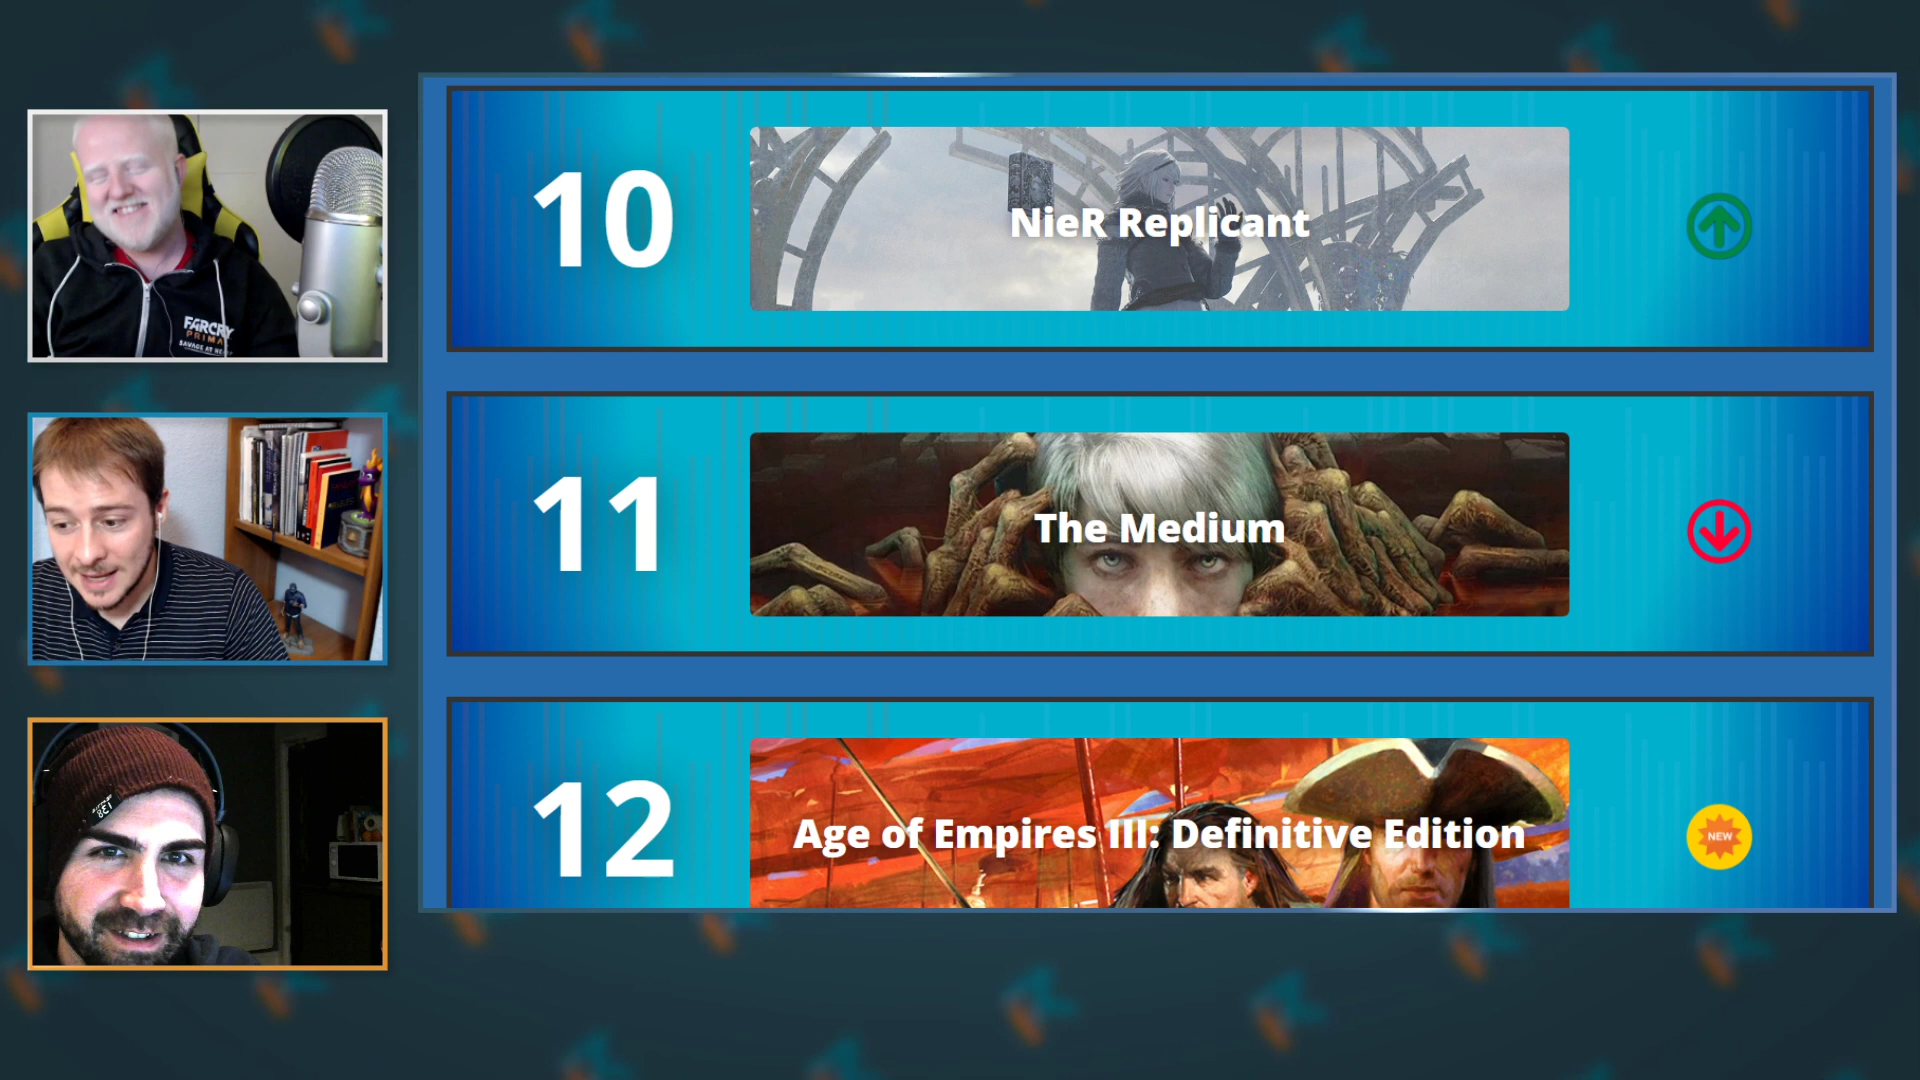 10
NieR Replicant
FARCRY
PRIMAL
11
The Medium
12
Age of Empires III: Definitive Edition
NEW